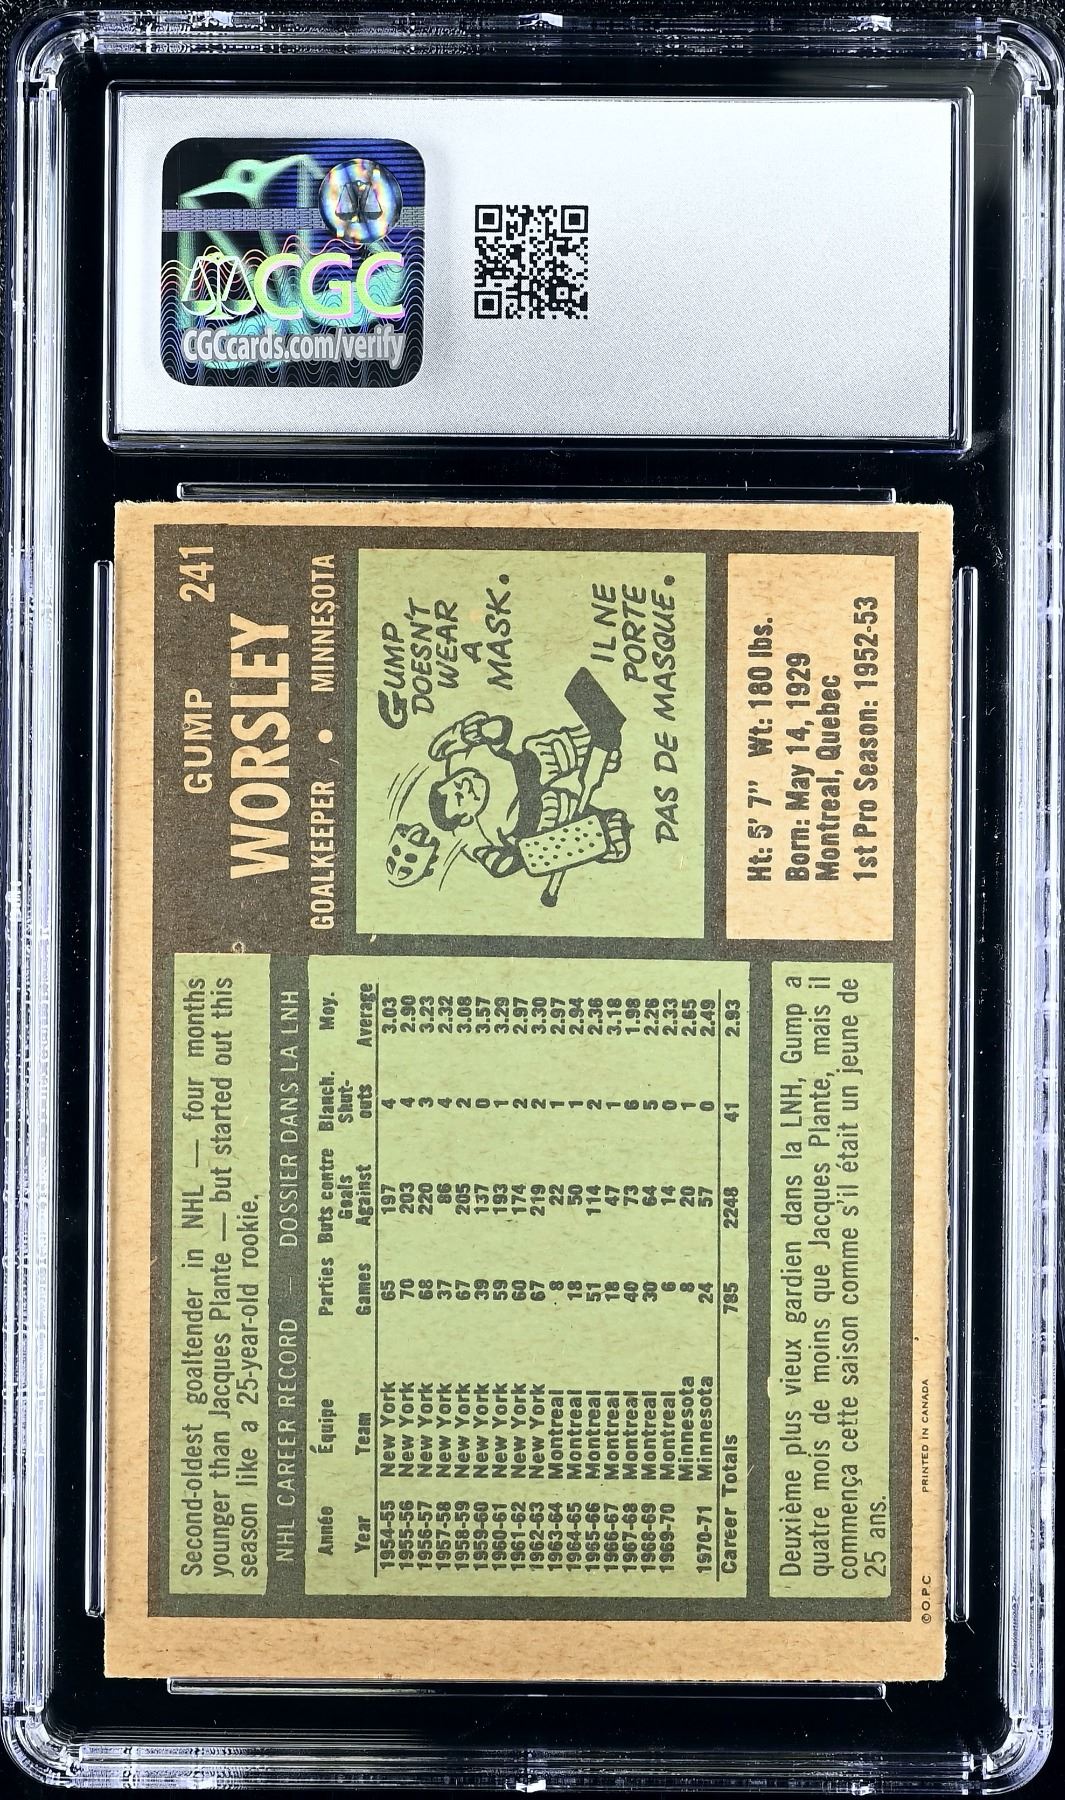 CGC
CGCcards.com/verify
GUMP 241
WORSLEY
GOALKEEPER • MINNESOTA
GUMP
DOESN'T
WEAR
A
MASK.
IL NE
PORTE
PAS DE MASQUE.
Ht: 5' 7" Wt: 180 lbs.
Born: May 14, 1929
Montreal, Quebec
1st Pro Season: 1952-53
Second-oldest goaltender in NHL — four months
younger than Jacques Plante — but started out this
season like a 25-year-old rookie.
NHL CAREER RECORD — DOSSIER DANS LA LNH
Année Équipe Parties Buts contre Blanch. Moy.
Year Team Games Goals Against Shut-outs Average
1954-55 New York 65 197 4 3.03
1955-56 New York 70 203 4 2.90
1956-57 New York 68 220 3 3.23
1957-58 New York 37 86 4 2.32
1958-59 New York 67 205 2 3.08
1959-60 New York 39 137 0 3.57
1960-61 New York 59 193 1 3.29
1961-62 New York 60 174 2 2.97
1962-63 New York 67 219 2 3.30
1963-64 Montreal 8 22 1 2.97
1964-65 Montreal 18 50 1 2.94
1965-66 Montreal 51 114 2 2.36
1966-67 Montreal 18 47 1 3.18
1967-68 Montreal 40 73 6 1.98
1968-69 Montreal 30 64 5 2.26
1969-70 Montreal 6 14 0 2.33
Minnesota 8 20 1 2.65
1970-71 Minnesota 24 57 0 2.49
Career Totals 785 2248 41 2.93
Deuxième plus vieux gardien dans la LNH, Gump a
quatre mois de moins que Jacques Plante, mais il
commença cette saison comme s'il était un jeune de
25 ans.
© O.P.C. PRINTED IN CANADA